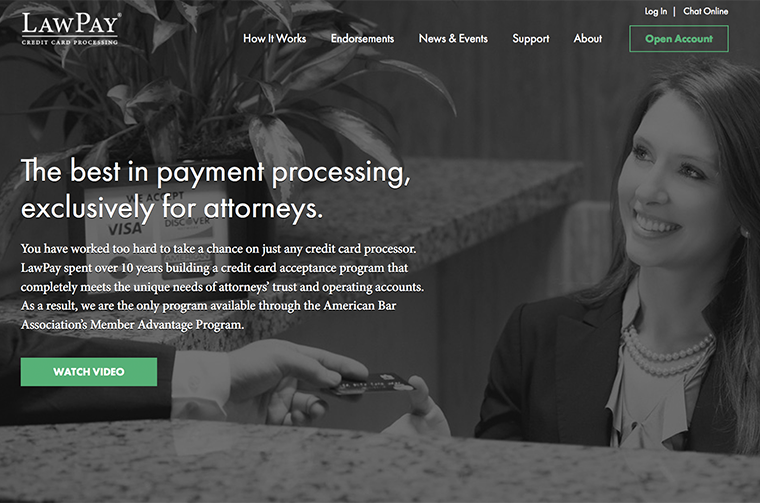 LAWPAY®
CREDIT CARD PROCESSING
Log In | Chat Online
How It Works Endorsements News & Events Support About Open Account
The best in payment processing,
exclusively for attorneys.
WE ACCEPT
VISA DISCOVER
You have worked too hard to take a chance on just any credit card processor.
LawPay spent over 10 years building a credit card acceptance program that
completely meets the unique needs of attorneys' trust and operating accounts.
As a result, we are the only program available through the American Bar
Association's Member Advantage Program.
WATCH VIDEO